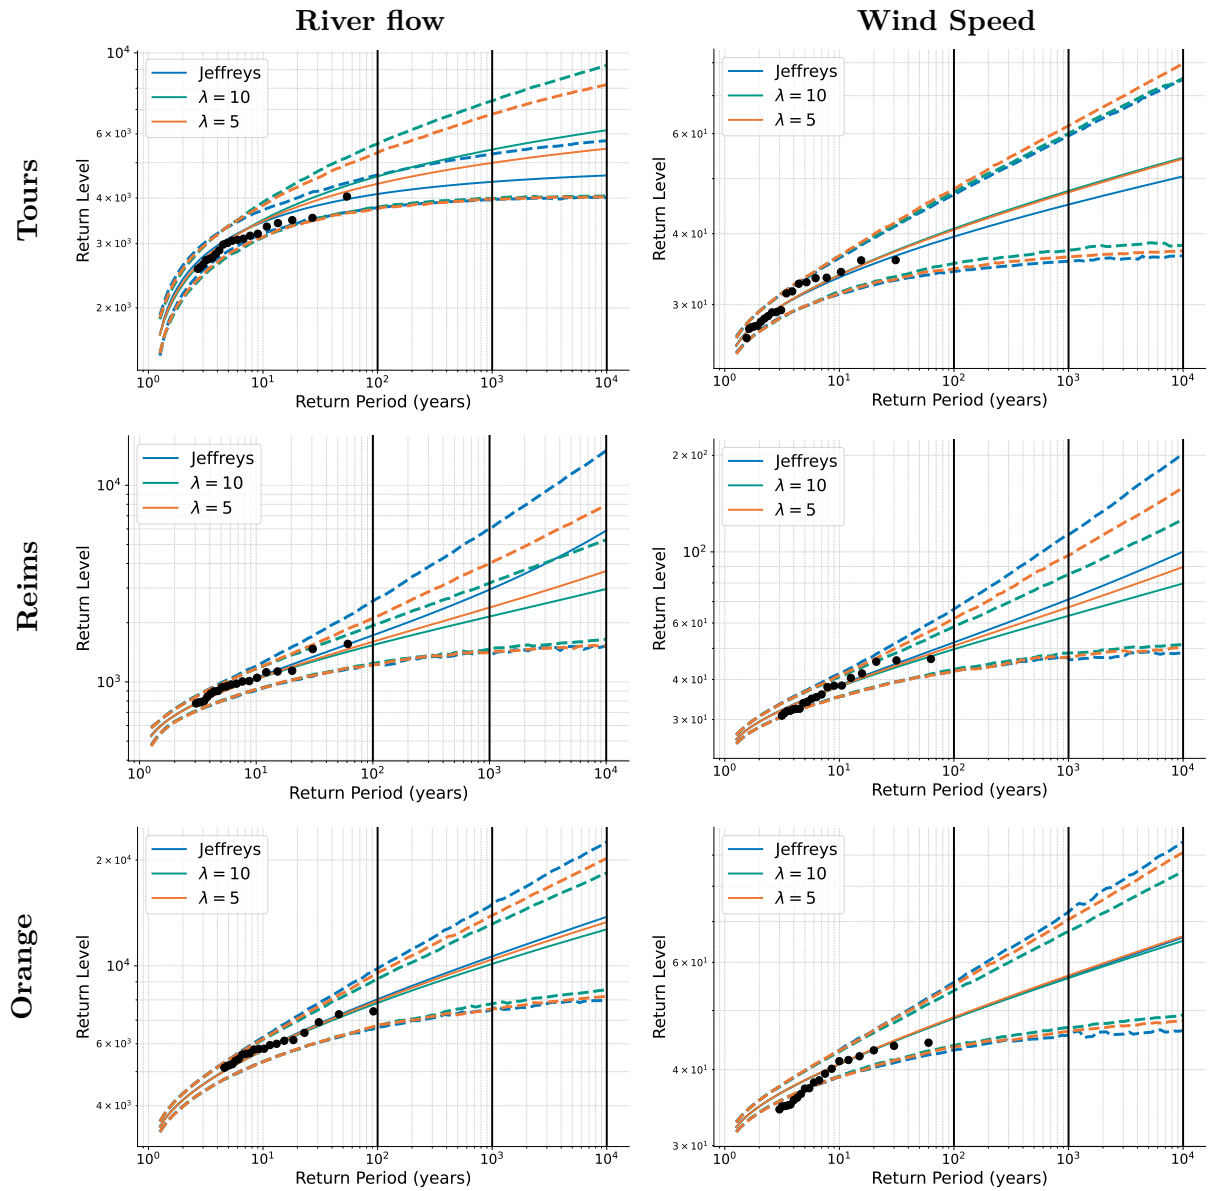 River flow
Wind Speed
Tours
Return Level
10⁴
6 × 10³
4 × 10³
3 × 10³
2 × 10³
Jeffreys
λ = 10
λ = 5
10⁰ 10¹ 10² 10³ 10⁴
Return Period (years)
Return Level
6 × 10¹
4 × 10¹
3 × 10¹
Jeffreys
λ = 10
λ = 5
10⁰ 10¹ 10² 10³ 10⁴
Return Period (years)
Reims
Return Level
10⁴
10³
Jeffreys
λ = 10
λ = 5
10⁰ 10¹ 10² 10³ 10⁴
Return Period (years)
Return Level
2 × 10²
10²
6 × 10¹
4 × 10¹
3 × 10¹
Jeffreys
λ = 10
λ = 5
10⁰ 10¹ 10² 10³ 10⁴
Return Period (years)
Orange
Return Level
2 × 10⁴
10⁴
6 × 10³
4 × 10³
Jeffreys
λ = 10
λ = 5
10⁰ 10¹ 10² 10³ 10⁴
Return Period (years)
Return Level
6 × 10¹
4 × 10¹
3 × 10¹
Jeffreys
λ = 10
λ = 5
10⁰ 10¹ 10² 10³ 10⁴
Return Period (years)